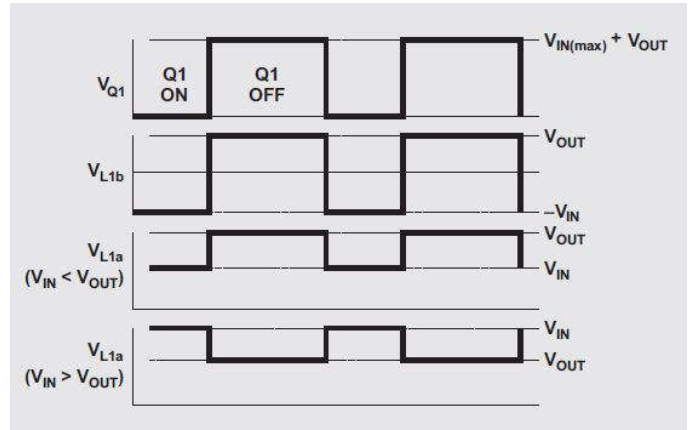 V_IN(max) + V_OUT
V_Q1
Q1
ON
Q1
OFF
V_OUT
V_L1b
–V_IN
V_OUT
V_L1a
(V_IN < V_OUT)
V_IN
V_IN
V_L1a
(V_IN > V_OUT)
V_OUT